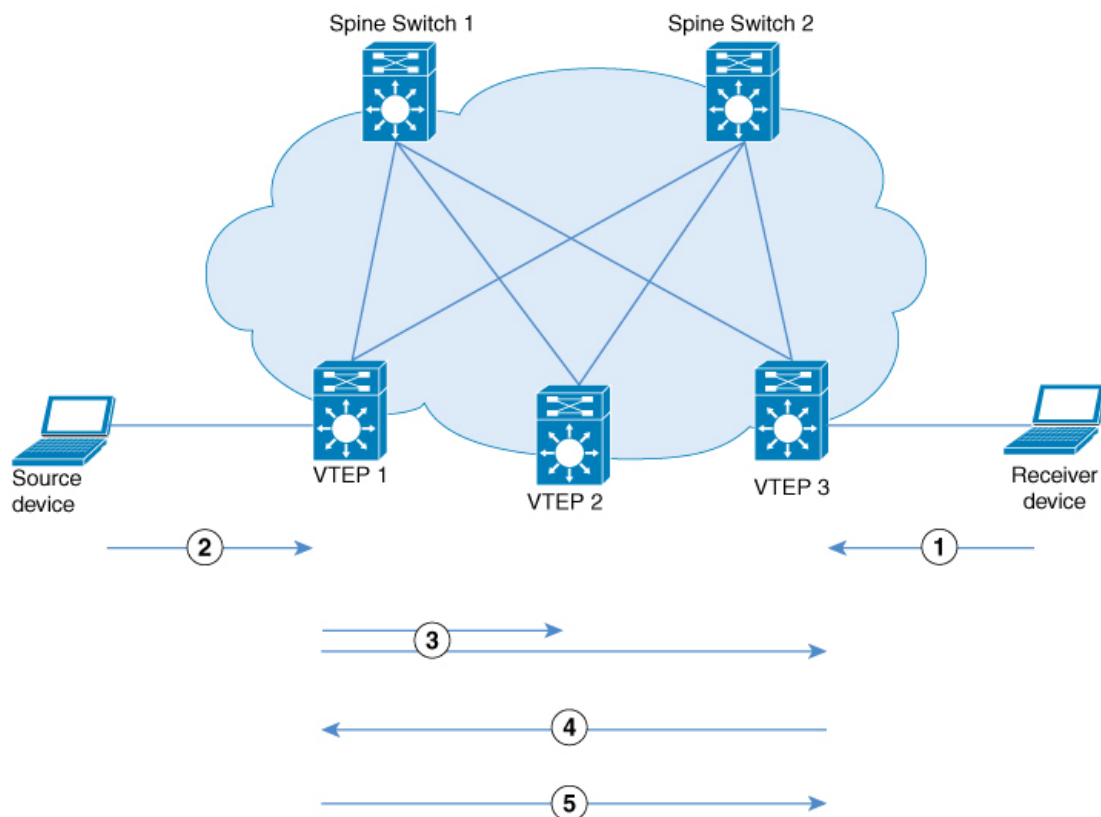 Spine Switch 1
Spine Switch 2
Source
device
VTEP 1
VTEP 2
VTEP 3
Receiver
device
2
1
3
4
5